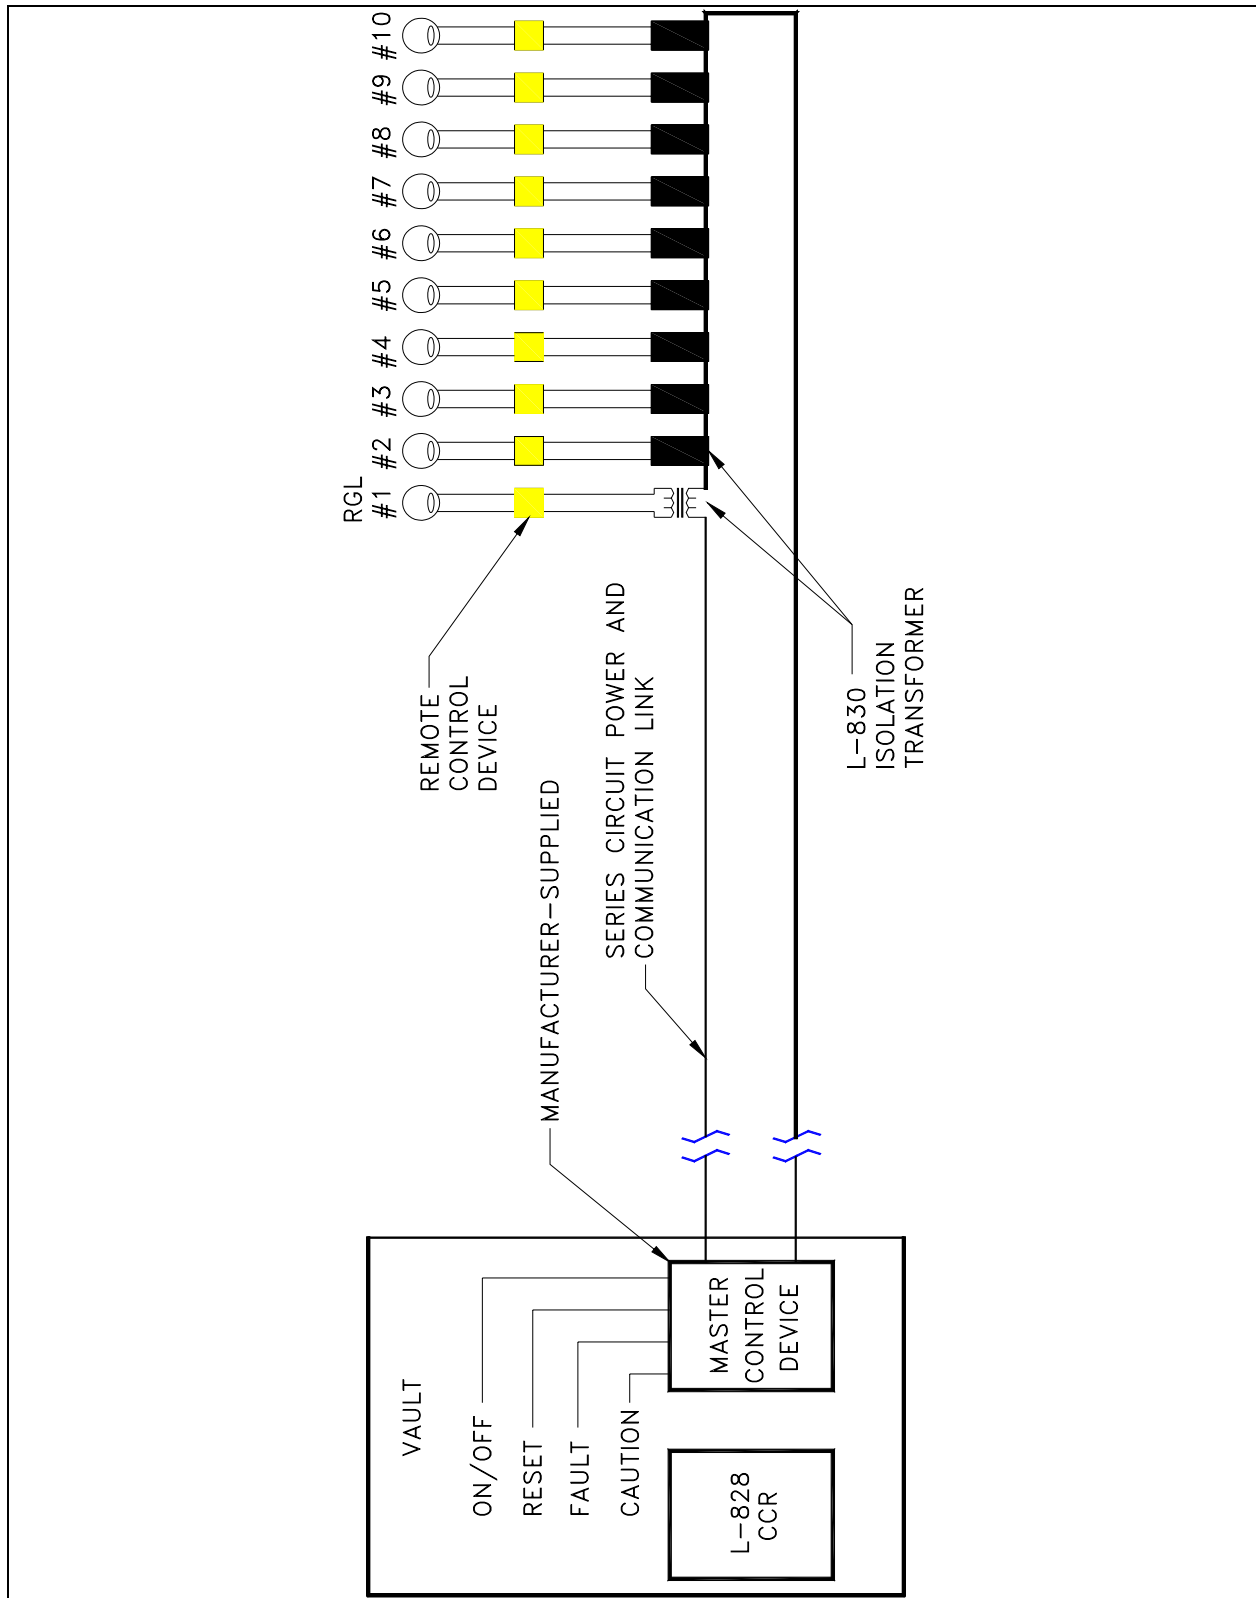 RGL
#1
#2
#3
#4
#5
#6
#7
#8
#9
#10
REMOTE
CONTROL
DEVICE
MANUFACTURER-SUPPLIED
SERIES CIRCUIT POWER AND
COMMUNICATION LINK
L-830
ISOLATION
TRANSFORMER
VAULT
ON/OFF
RESET
FAULT
CAUTION
MASTER
CONTROL
DEVICE
L-828
CCR